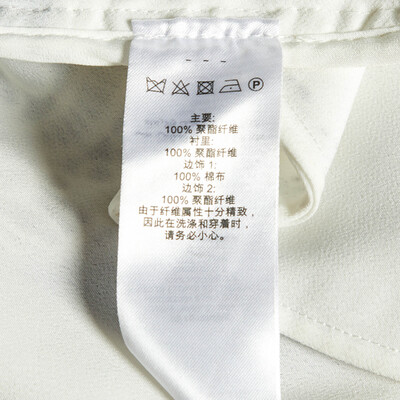 - - -
P
主要:
100% 聚酯纤维
衬里:
100% 聚酯纤维
边饰 1:
100% 棉布
边饰 2:
100% 聚酯纤维
由于纤维属性十分精致,
因此在洗涤和穿着时,
请务必小心。